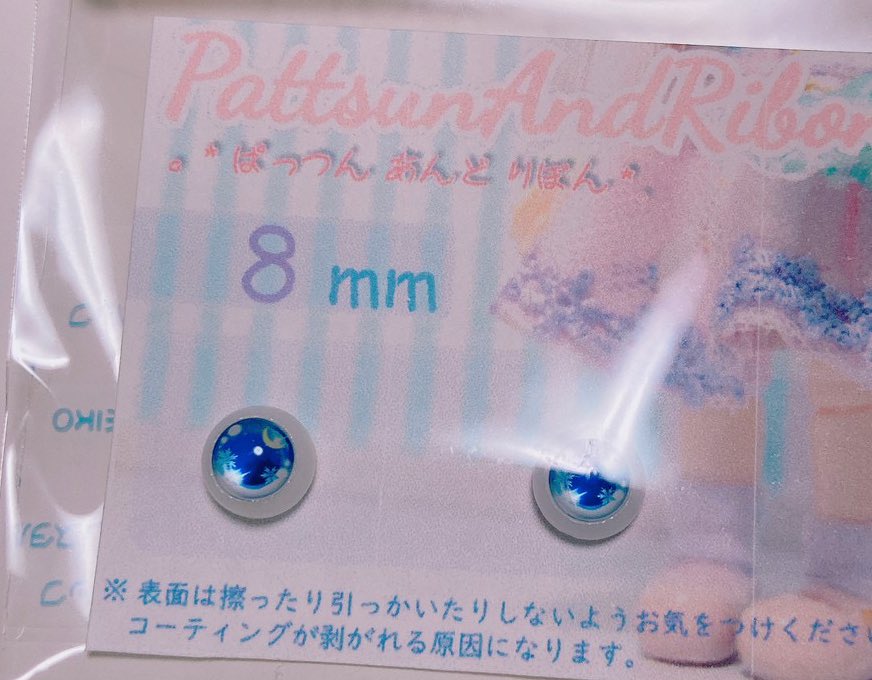 PattsunAndRibon
。*ぱっつん あんど りぼん*。
8 mm
※表面は擦ったり引っかいたりしないようお気をつけくださ
コーティングが剥がれる原因になります。